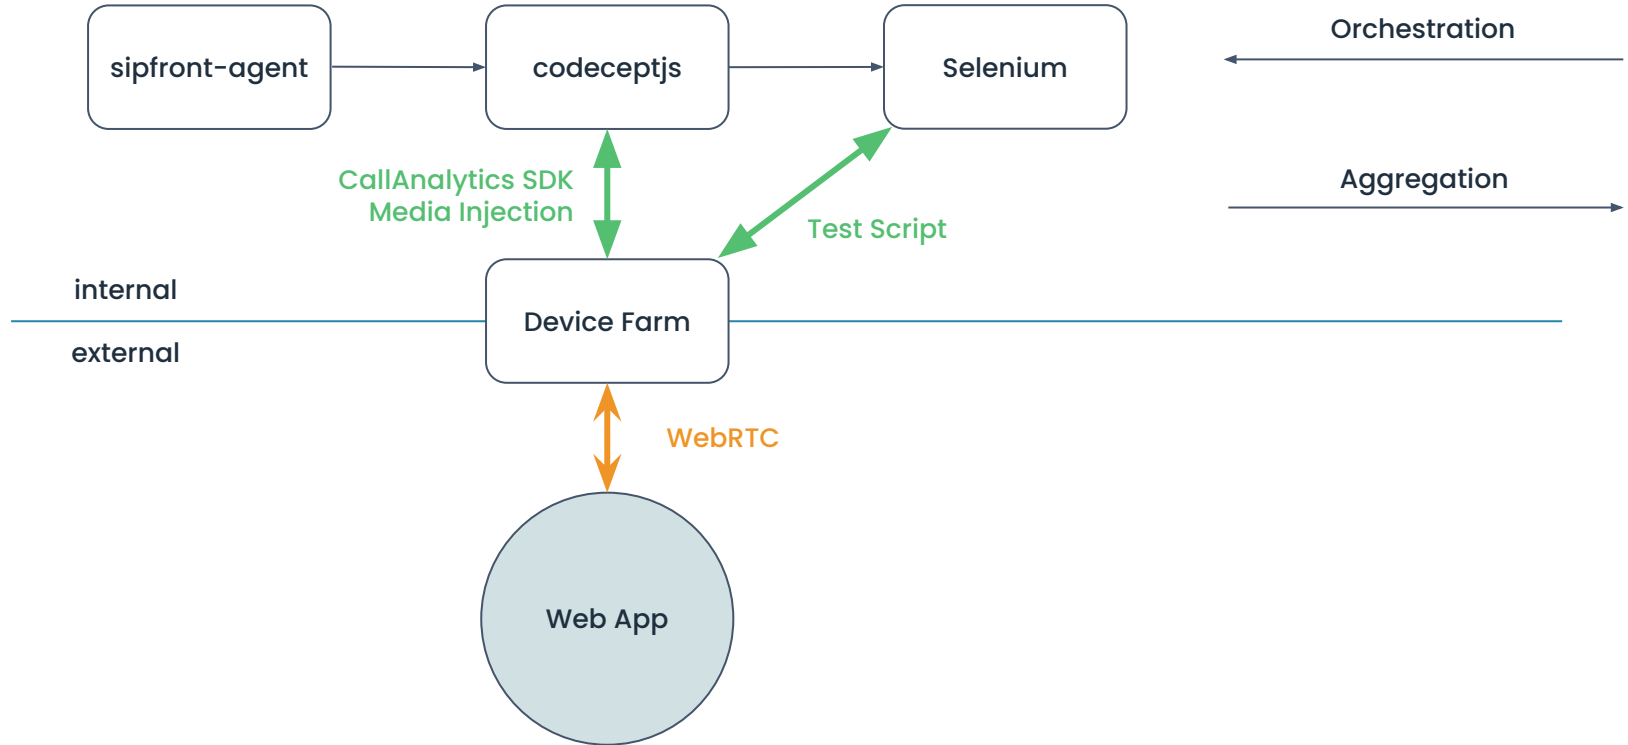 sipfront-agent
codeceptjs
Selenium
Orchestration
CallAnalytics SDK
Media Injection
Test Script
Aggregation
internal
external
Device Farm
WebRTC
Web App